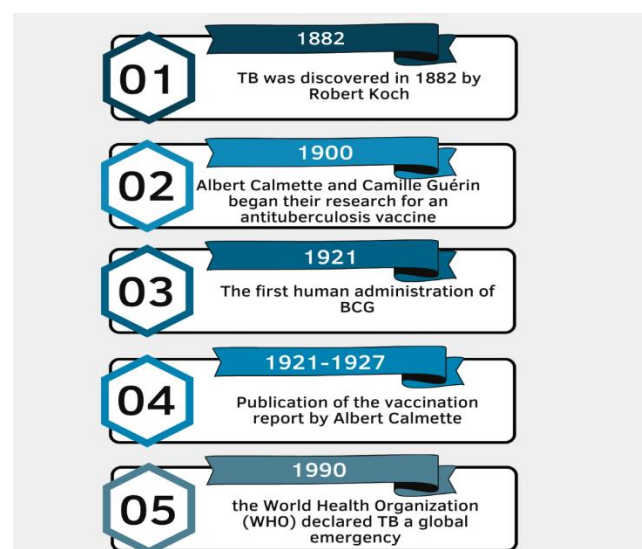 1882
01
TB was discovered in 1882 by
Robert Koch
1900
02
Albert Calmette and Camille Guérin
began their research for an
antituberculosis vaccine
1921
03
The first human administration of
BCG
1921-1927
04
Publication of the vaccination
report by Albert Calmette
1990
05
the World Health Organization
(WHO) declared TB a global
emergency